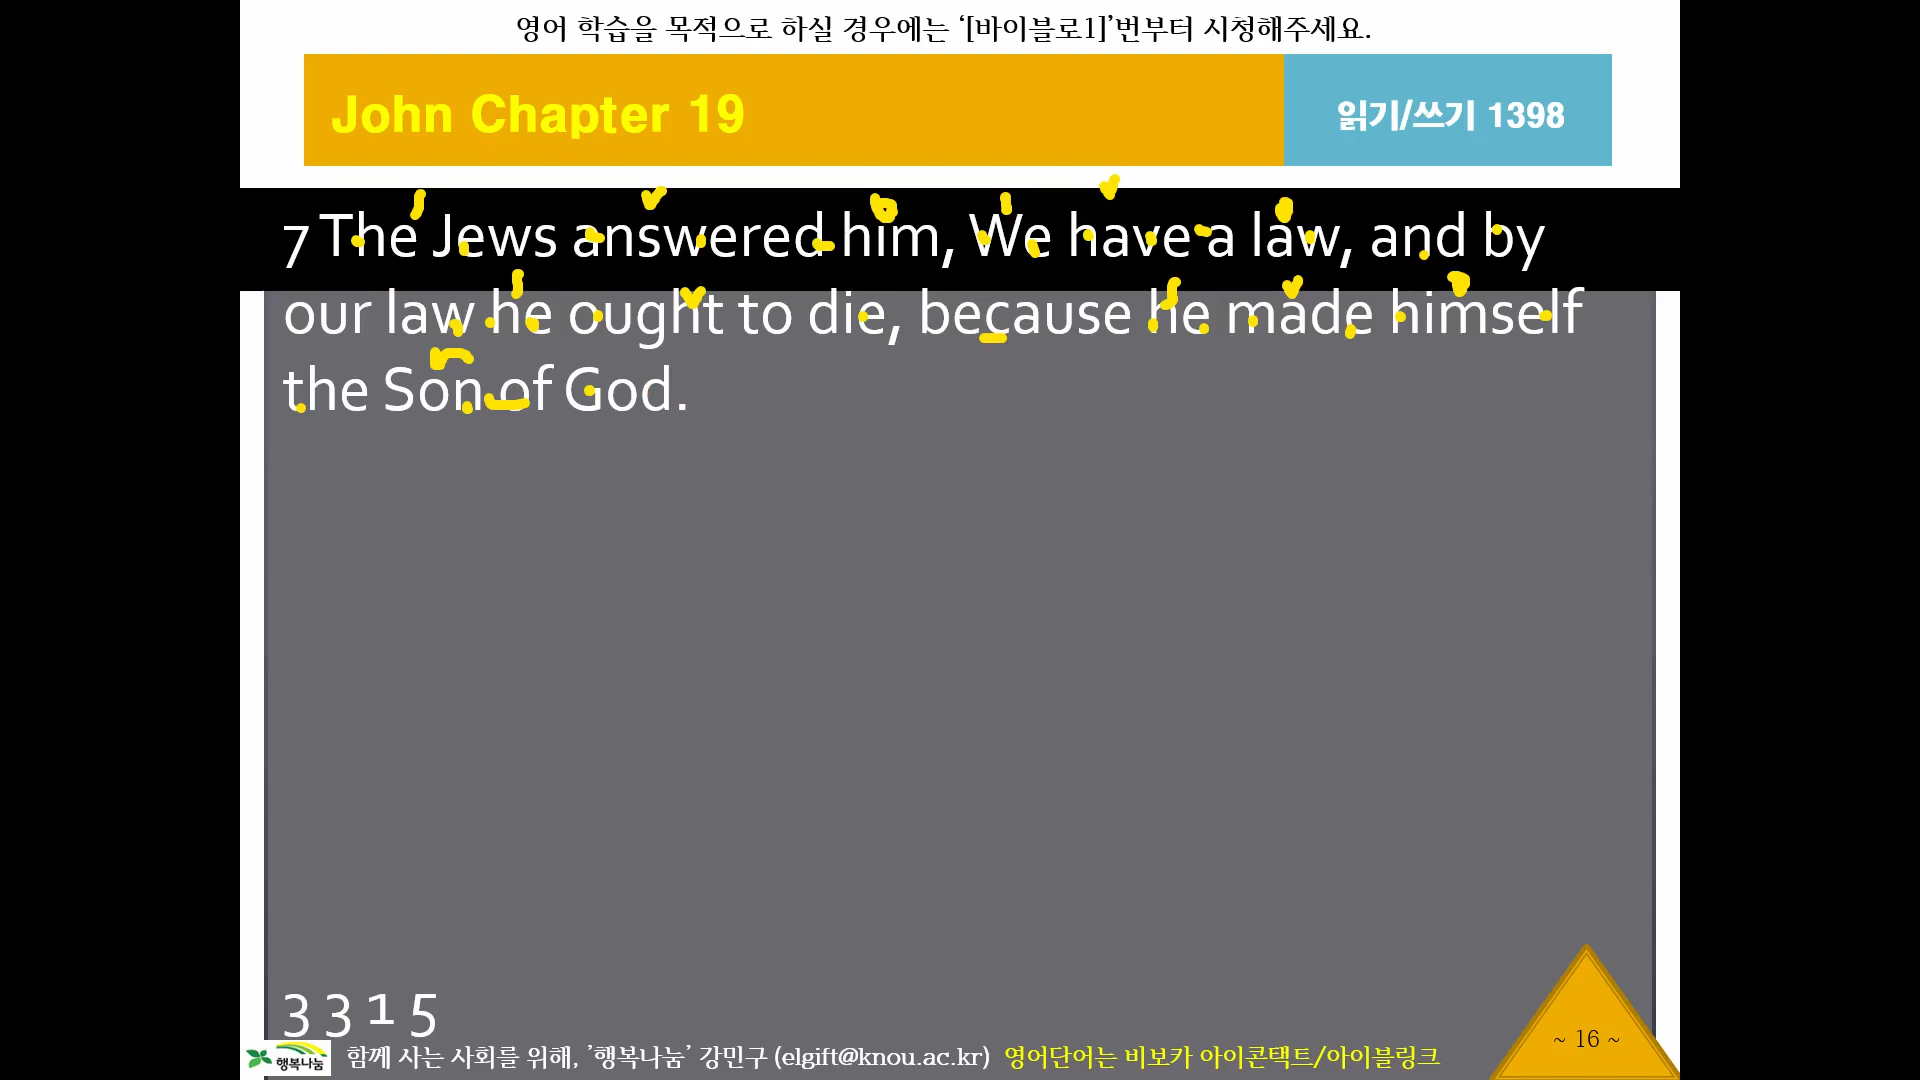 영어 학습을 목적으로 하실 경우에는 ‘[바이블로1]’번부터 시청해주세요.
John Chapter 19
읽기/쓰기 1398
7 The Jews answered him, We have a law, and by
our law he ought to die, because he made himself
the Son of God.
3 3 1 5
~ 16 ~
행복나눔
함께 사는 사회를 위해, ’행복나눔’ 강민구 (elgift@knou.ac.kr) 영어단어는 비보카 아이콘택트/아이블링크